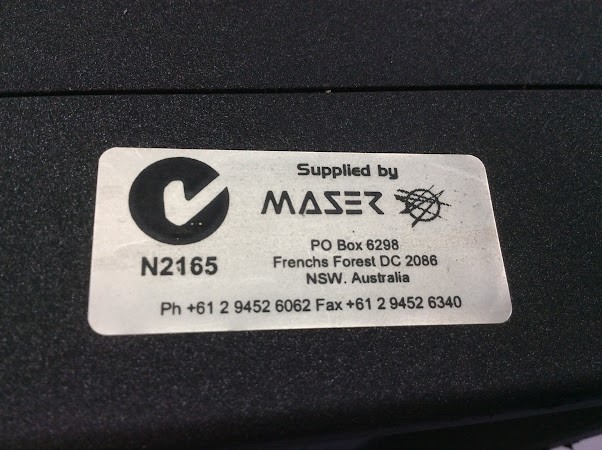 Supplied by
MASER
N2165
PO Box 6298
Frenchs Forest DC 2086
NSW. Australia
Ph +61 2 9452 6062 Fax +61 2 9452 6340